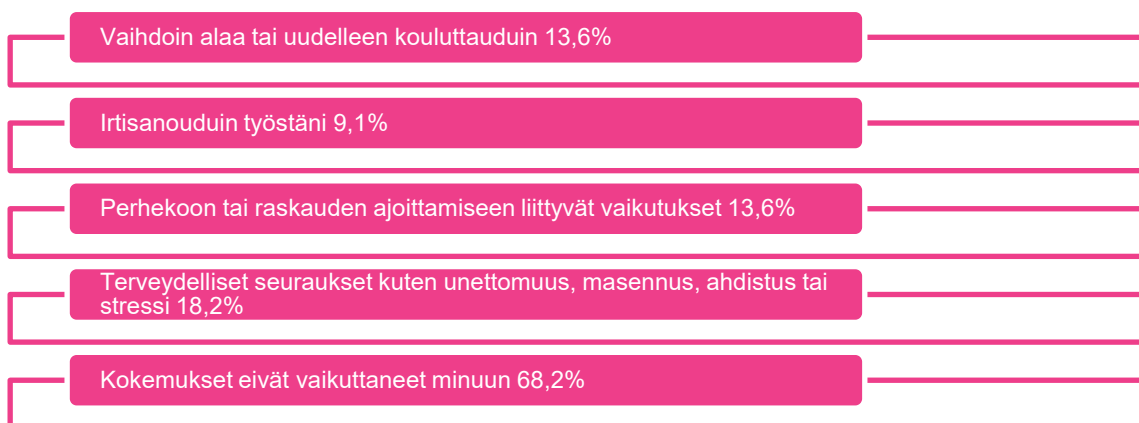 Vaihdoin alaa tai uudelleen kouluttauduin 13,6%
Irtisanouduin työstäni 9,1%
Perhekoon tai raskauden ajoittamiseen liittyvät vaikutukset 13,6%
Terveydelliset seuraukset kuten unettomuus, masennus, ahdistus tai
stressi 18,2%
Kokemukset eivät vaikuttaneet minuun 68,2%